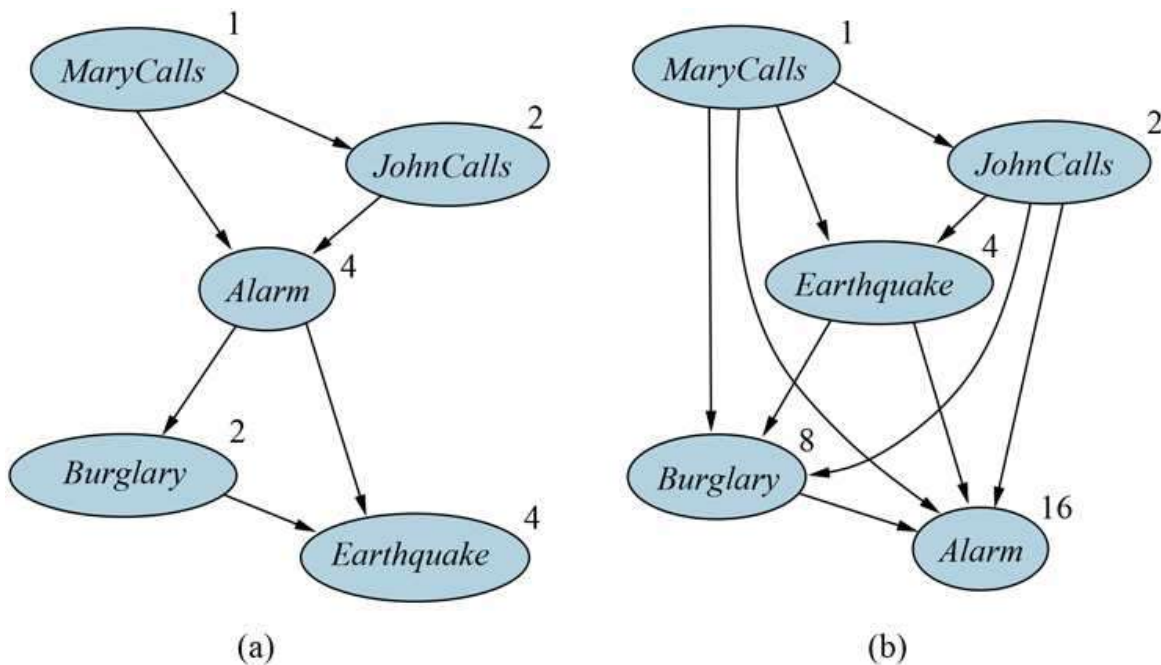 1
MaryCalls
2
JohnCalls
4
Alarm
2
Burglary
4
Earthquake
(a)
1
MaryCalls
2
JohnCalls
4
Earthquake
8
Burglary
16
Alarm
(b)